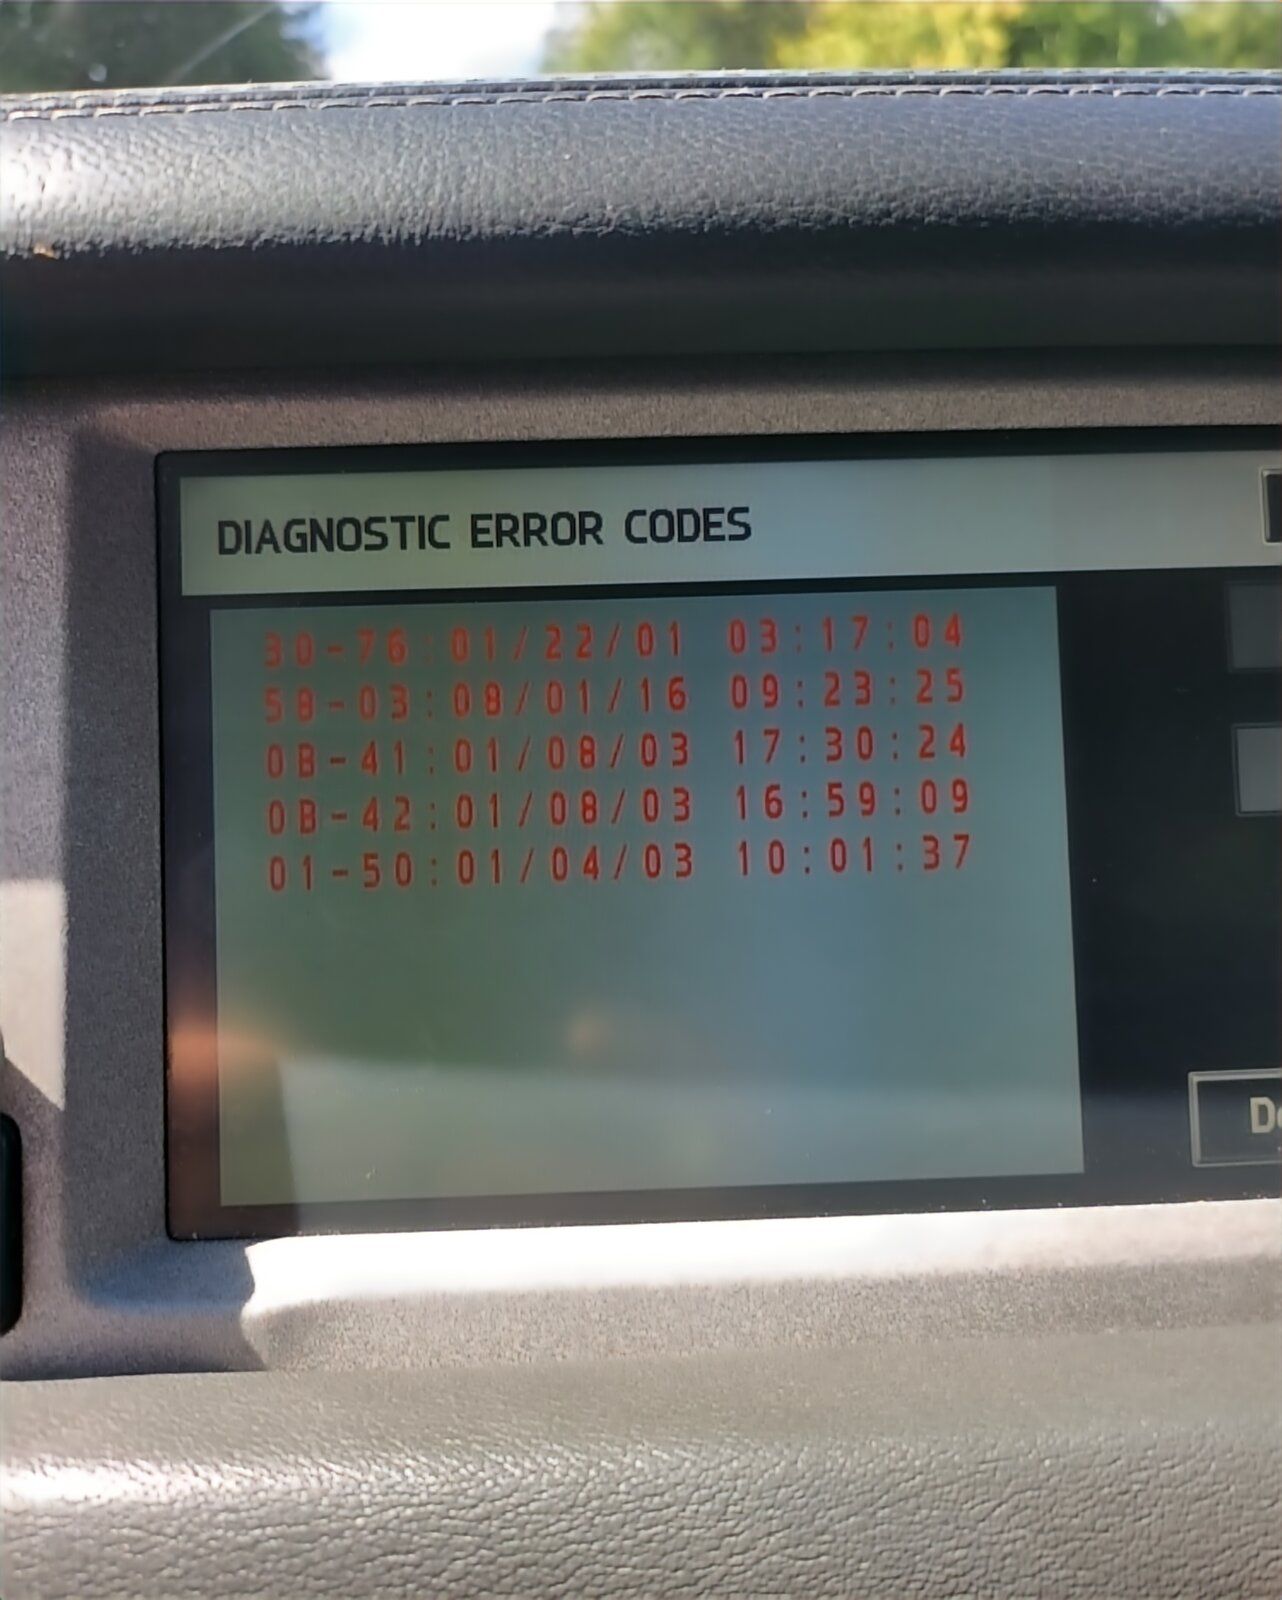 DIAGNOSTIC ERROR CODES
30-76:01/22/01 03:17:04
58-03:08/01/16 09:23:25
0B-41:01/08/03 17:30:24
0B-42:01/08/03 16:59:09
01-50:01/04/03 10:01:37